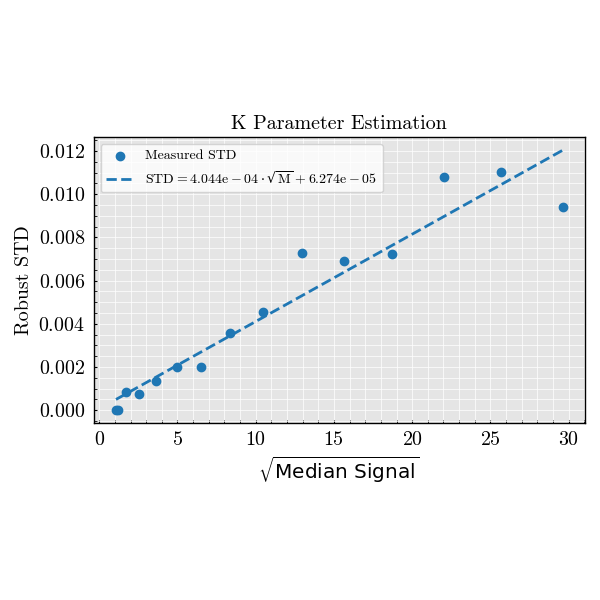 K Parameter Estimation
Measured STD
STD = 4.044e − 04 · √M + 6.274e − 05
Robust STD
0.012
0.010
0.008
0.006
0.004
0.002
0.000
0 5 10 15 20 25 30
√Median Signal